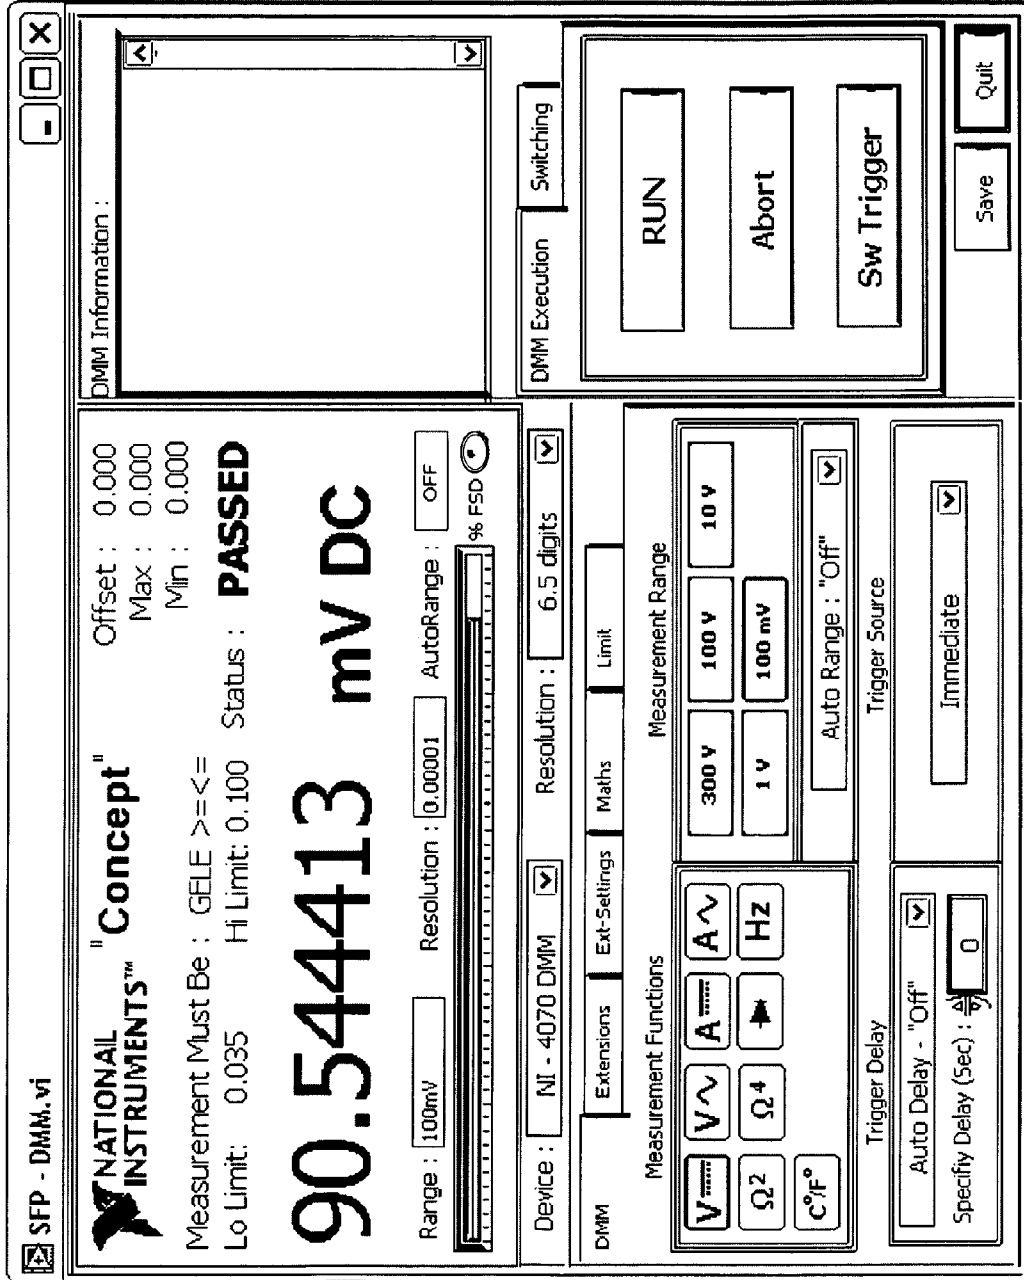 SFP - DMM.vi
NATIONAIL
INSTRUMENTS™
"Concept"
Offset : 0.000
Max : 0.000
Min : 0.000
Measurement Must Be : GELE >=<=
Lo Limit: 0.035 Hi Limit: 0.100 Status : PASSED
90.544413 mV DC
Range : 100mV Resolution : 0.00001 AutoRange : OFF
% FSD
Device : NI - 4070 DMM Resolution : 6.5 digits
DMM Extensions Ext-Settings Maths Limit
Measurement Functions
V V A A
Ω2 Ω4 Hz
C°/F°
Measurement Range
300 V 100 V 10 V
1 V 100 mV
Auto Range : "Off"
Trigger Delay
Auto Delay - "Off"
Specifiy Delay (Sec) : 0
Trigger Source
Immediate
DMM Information :
DMM Execution Switching
RUN
Abort
Sw Trigger
Save Quit